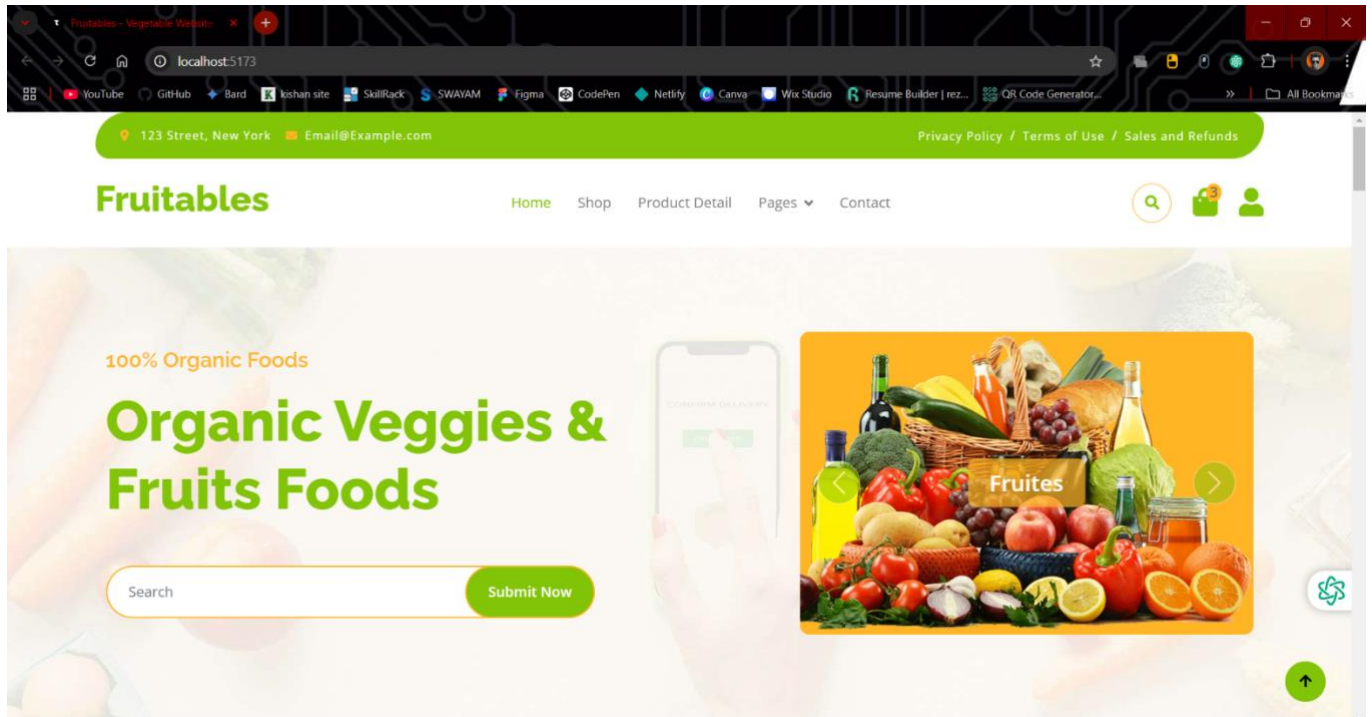 Fruitables - Vegetable Website
localhost:5173
YouTube GitHub Bard kishan site SkillRack SWAYAM Figma CodePen Netlify Canva Wix Studio Resume Builder | rez... QR Code Generator... » All Bookmarks
123 Street, New York Email@Example.com Privacy Policy / Terms of Use / Sales and Refunds
Fruitables Home Shop Product Detail Pages Contact 3
100% Organic Foods
Organic Veggies &
Fruits Foods
CONFIRM DELIVERY
Fruites
Search Submit Now